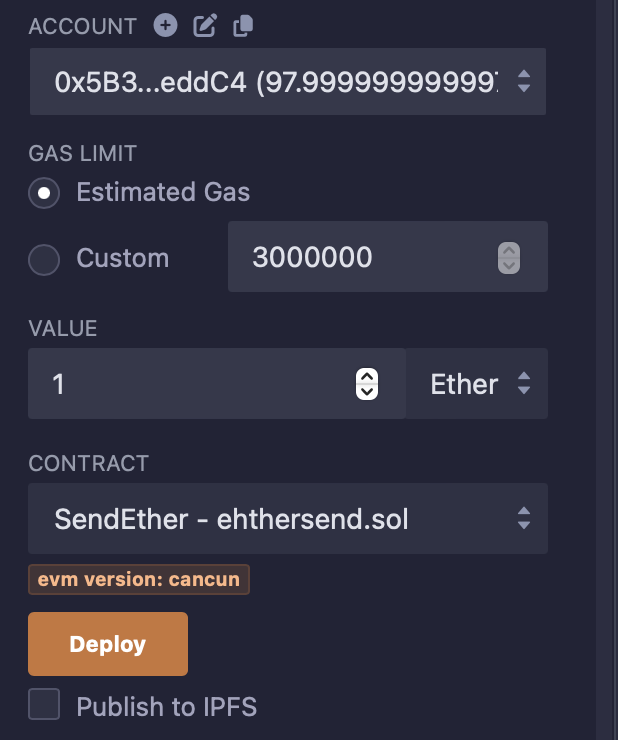 ACCOUNT
0x5B3...eddC4 (97.999999999997
GAS LIMIT
Estimated Gas
Custom
3000000
VALUE
1
Ether
CONTRACT
SendEther - ehthersend.sol
evm version: cancun
Deploy
Publish to IPFS